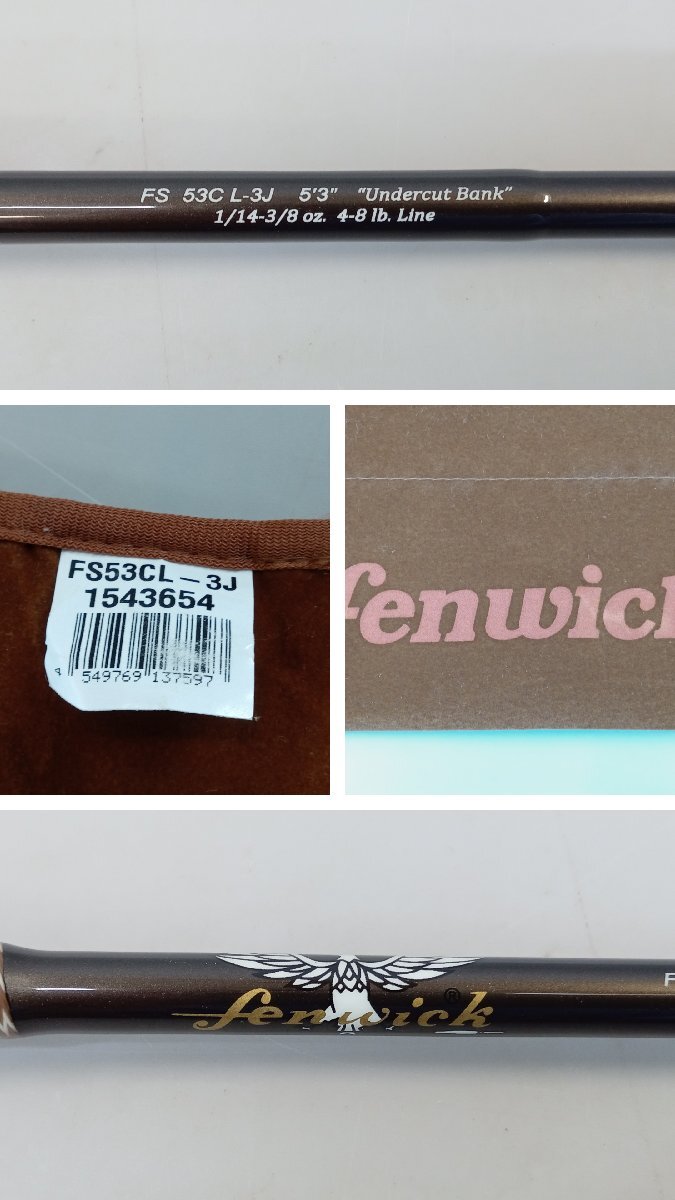 FS 53C L-3J 5'3" "Undercut Bank"
1/14-3/8 oz. 4-8 lb. Line
FS53CL-3J
1543654
4 549769 137597
fenwick
fenwick®
F